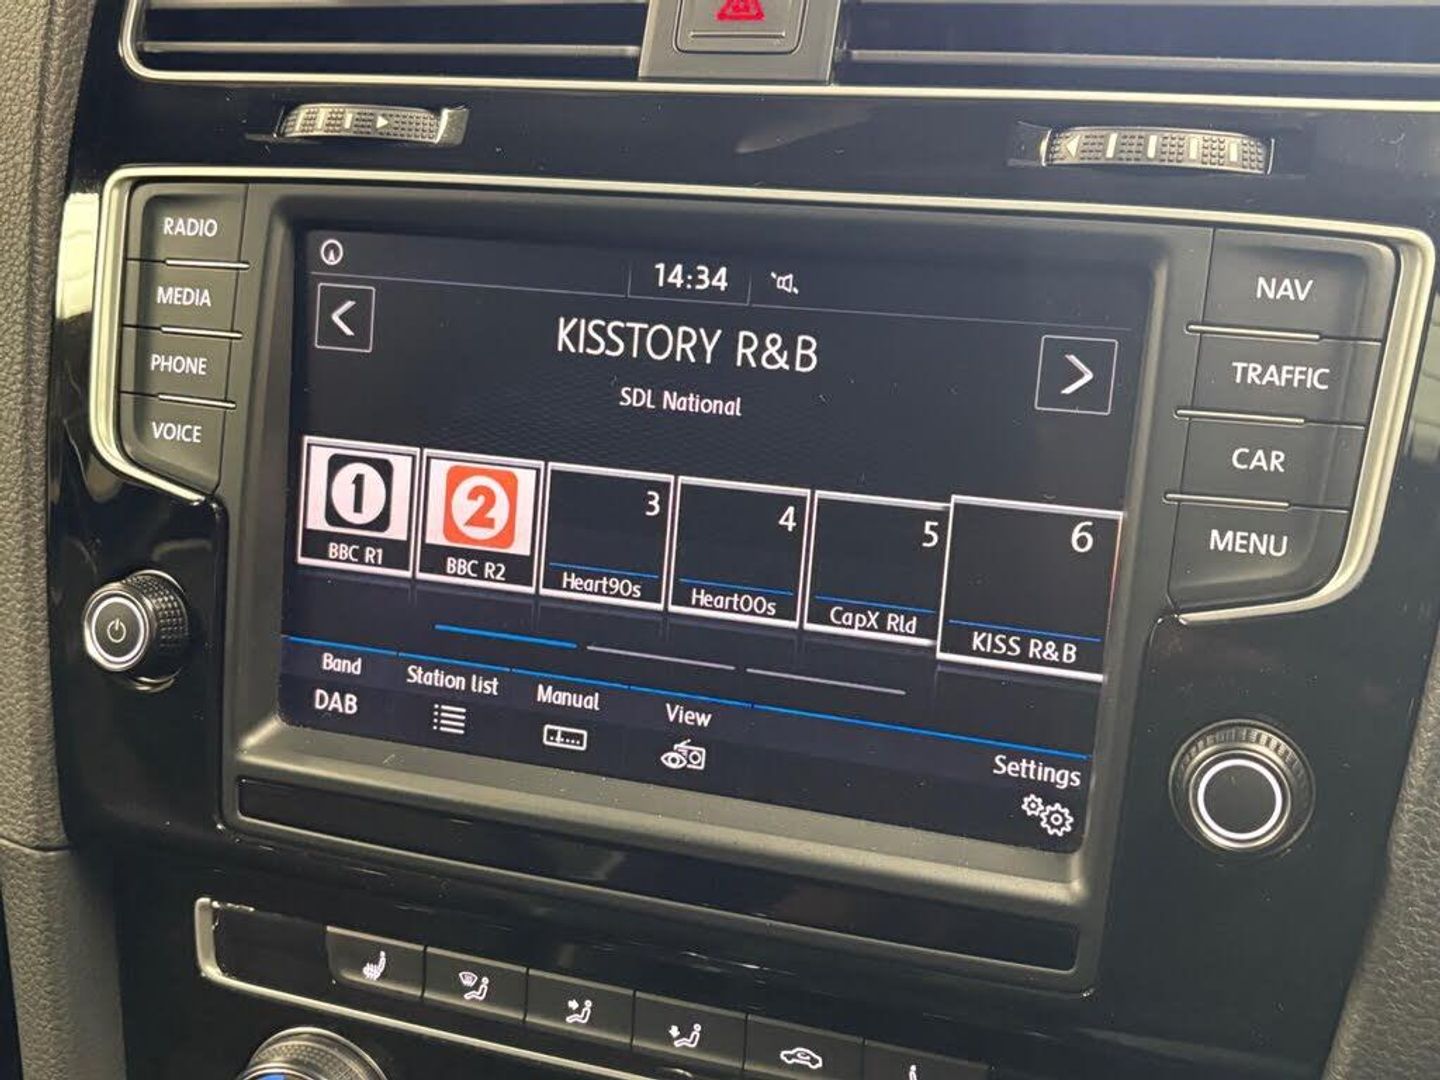 RADIO
MEDIA
PHONE
VOICE
14:34
KISSTORY R&B
SDL National
1
BBC R1
2
BBC R2
3
Heart90s
4
Heart00s
5
CapX Rld
6
KISS R&B
Band
DAB
Station list
Manual
View
Settings
NAV
TRAFFIC
CAR
MENU